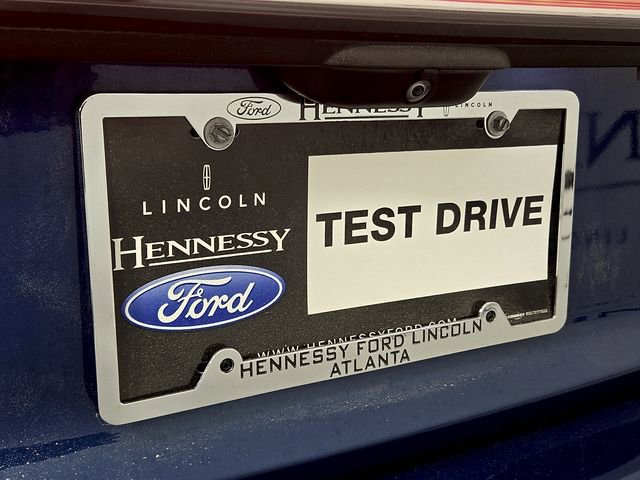 Ford HENNESSY LINCOLN
LINCOLN
HENNESSY
Ford
TEST DRIVE
WWW.HENNESSYFORD.COM
HENNESSY FORD LINCOLN
ATLANTA